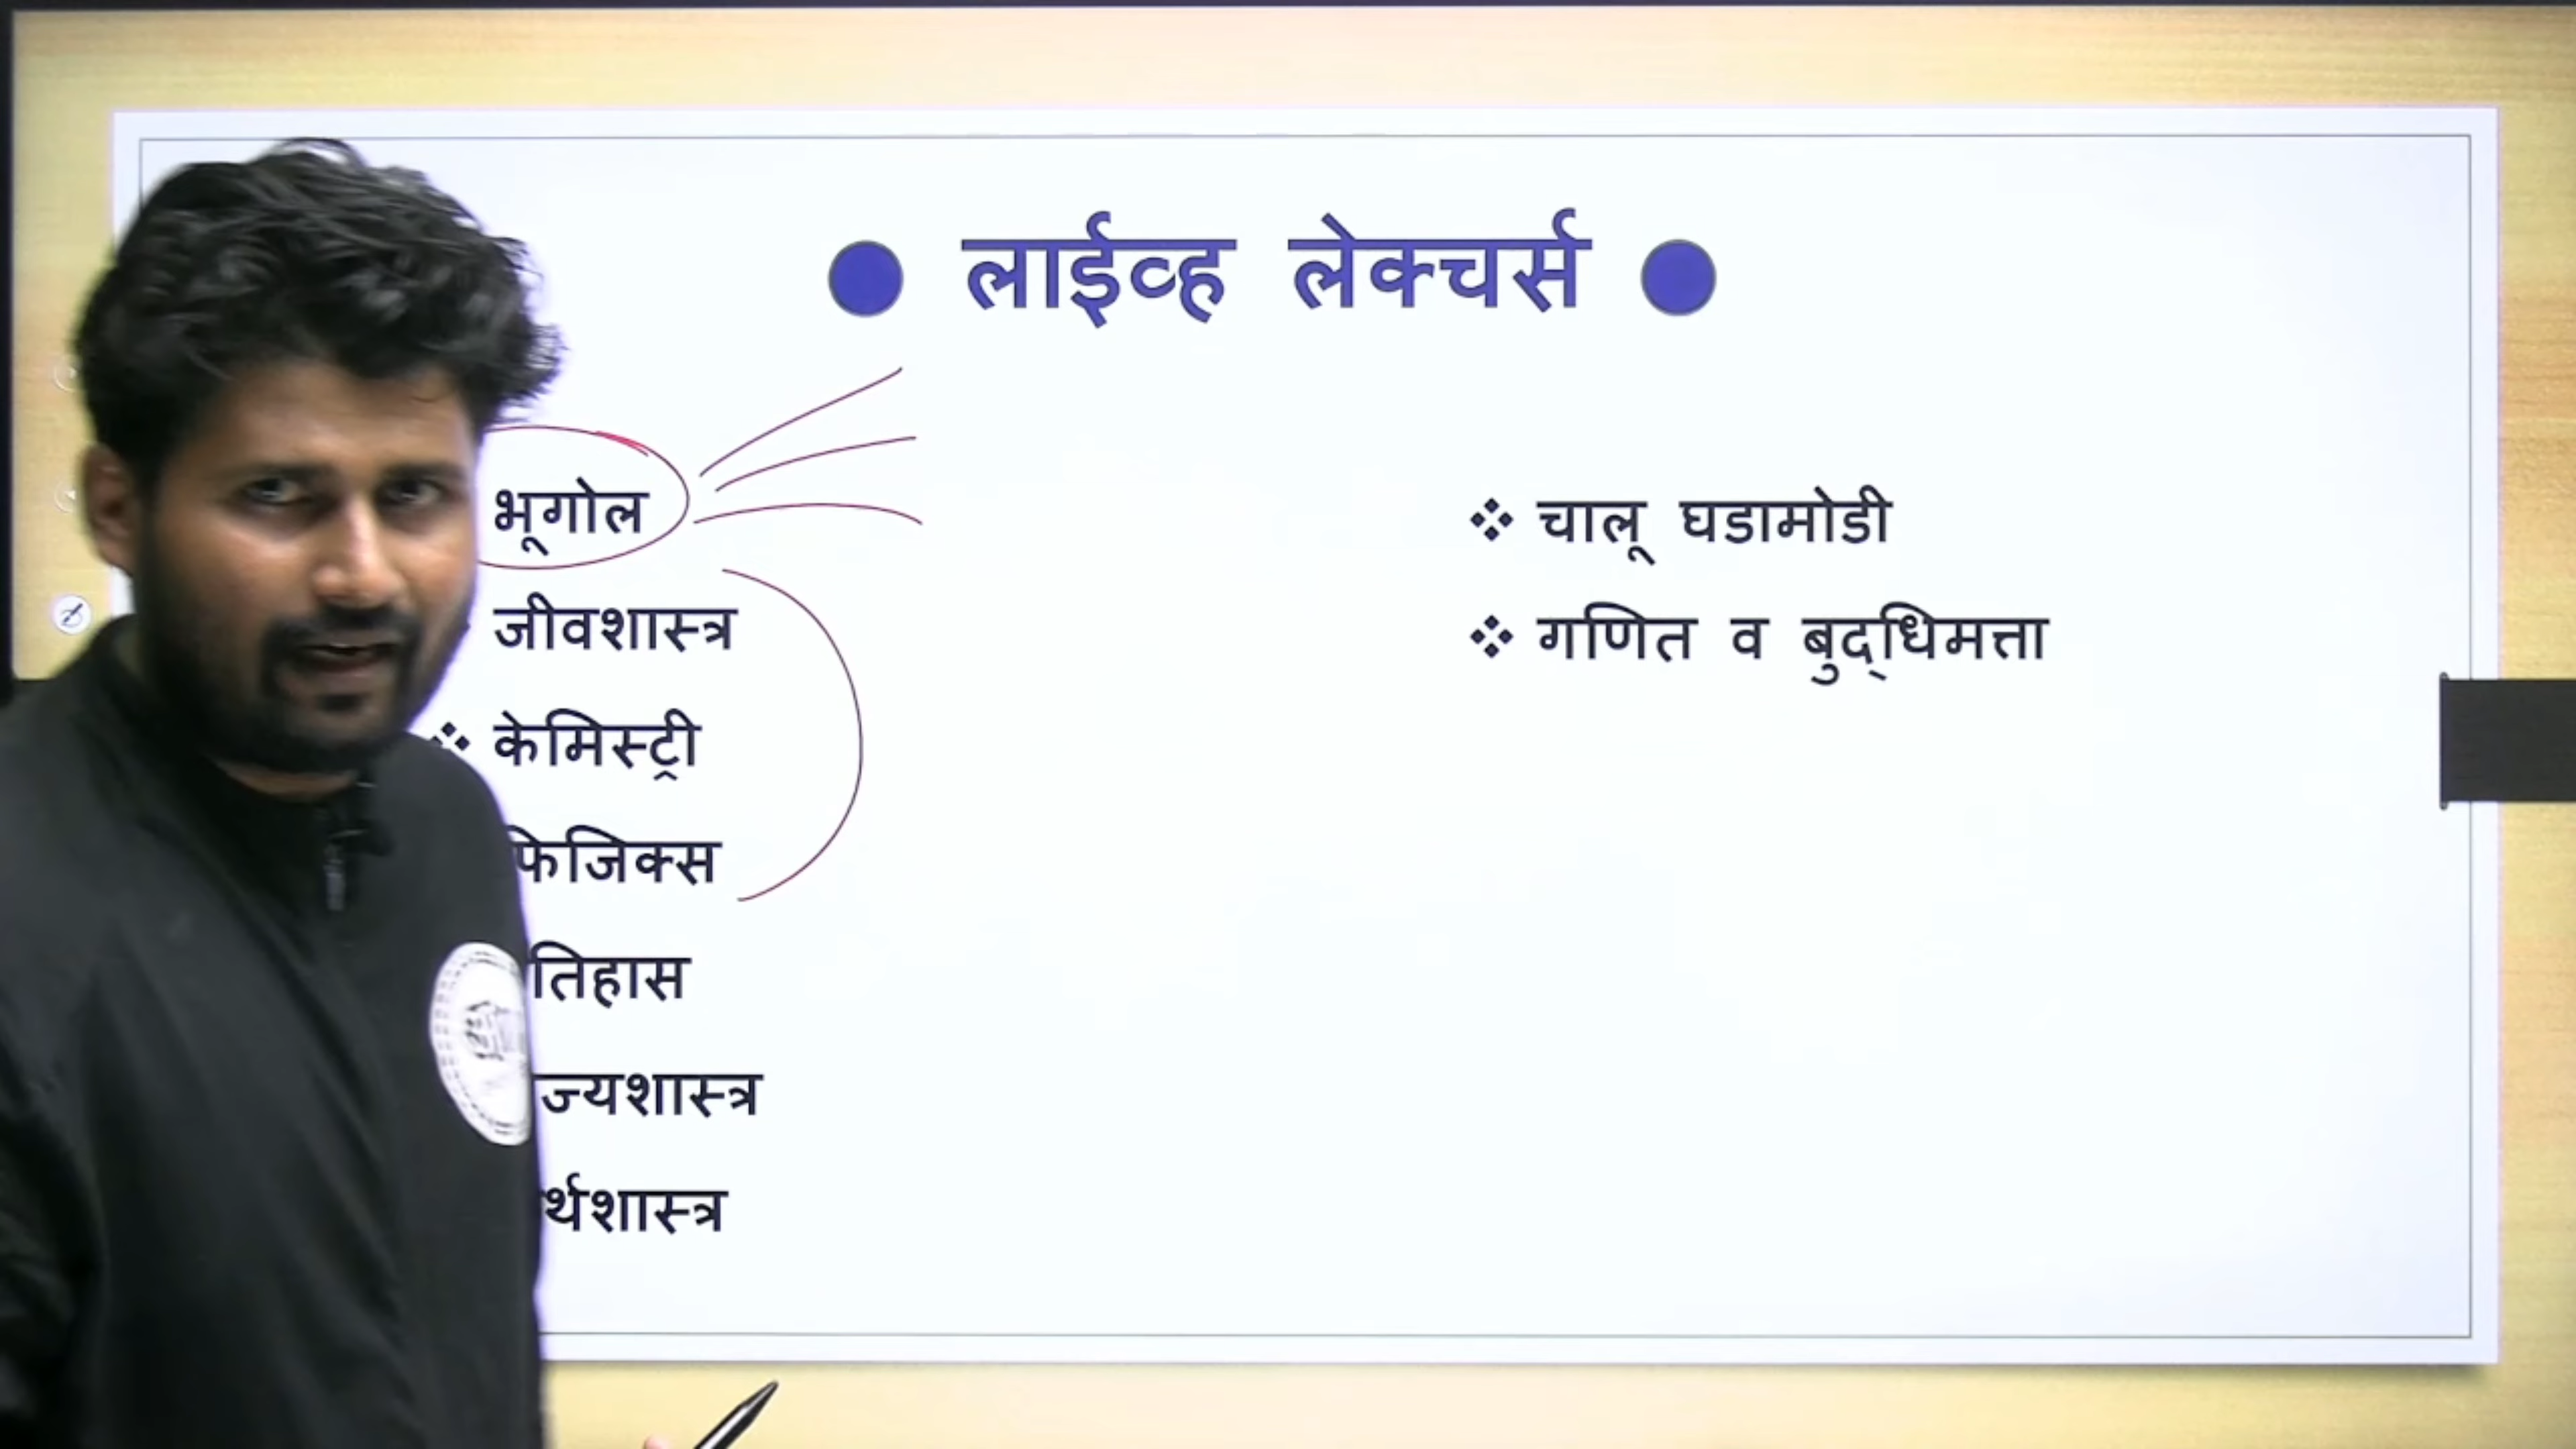 ● लाईव्ह लेक्चर्स ●
भूगोल
जीवशास्त्र
❖ केमिस्ट्री
फिजिक्स
तिहास
ज्यशास्त्र
र्थशास्त्र
❖ चालू घडामोडी
❖ गणित व बुद्धिमत्ता